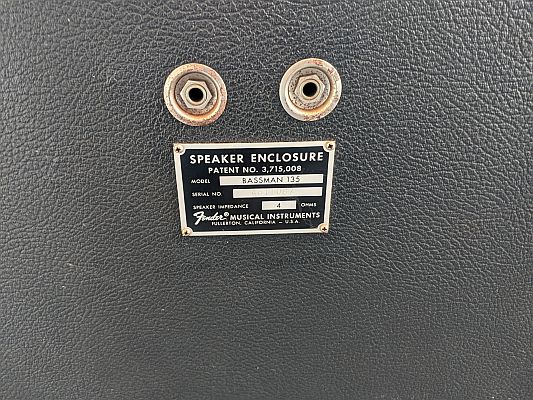 SPEAKER ENCLOSURE
PATENT NO. 3,715,008
MODEL BASSMAN 135
SERIAL NO.
SPEAKER IMPEDANCE 4 OHMS
Fender® MUSICAL INSTRUMENTS
FULLERTON, CALIFORNIA – U.S.A.